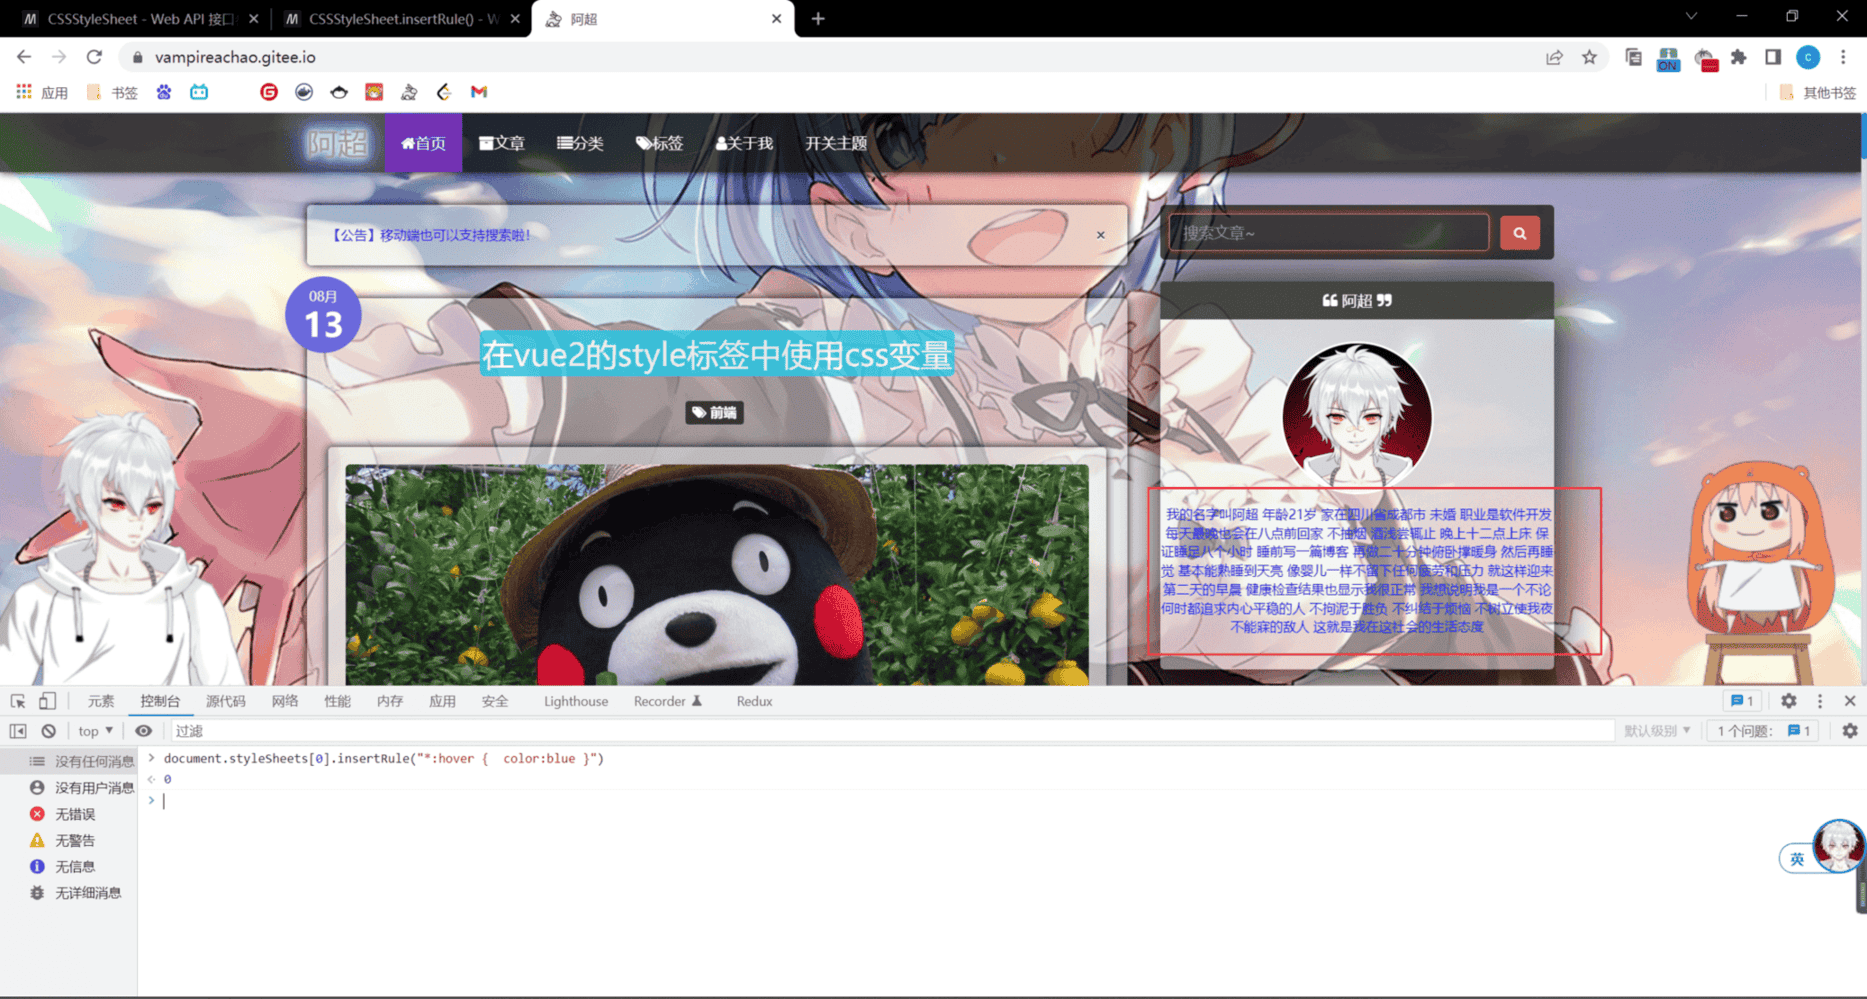 CSSStyleSheet - Web API 接口
CSSStyleSheet.insertRule() - W
阿超
vampireachao.gitee.io
ON
C
应用
书签
其他书签
阿超
首页
文章
分类
标签
关于我
开关主题
【公告】移动端也可以支持搜索啦!
×
搜索文章~
08月
13
在vue2的style标签中使用css变量
前端
❝ 阿超 ❞
我的名字叫阿超 年龄21岁 家在四川省成都市 未婚 职业是软件开发
每天最晚也会在八点前回家 不抽烟 酒浅尝辄止 晚上十二点上床 保
证睡足八个小时 睡前写一篇博客 再做二十分钟俯卧撑暖身 然后再睡
觉 基本能熟睡到天亮 像婴儿一样不留下任何疲劳和压力 就这样迎来
第二天的早晨 健康检查结果也显示我很正常 我想说明我是一个不论
何时都追求内心平稳的人 不拘泥于胜负 不纠结于烦恼 不树立使我夜
不能寐的敌人 这就是我在这社会的生活态度
元素
控制台
源代码
网络
性能
内存
应用
安全
Lighthouse
Recorder
Redux
1
top
过滤
默认级别
1 个问题:
1
没有任何消息
没有用户消息
无错误
无警告
无信息
无详细消息
> document.styleSheets[0].insertRule("*:hover {  color:blue }")
0
>
英